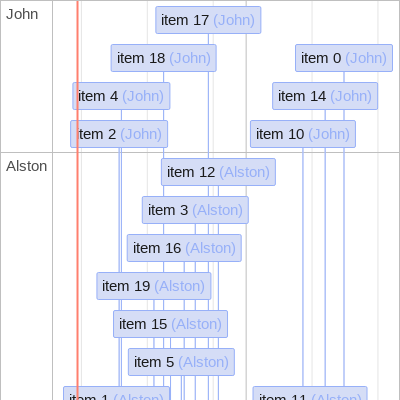 John
item 17 (John)
item 18 (John)
item 0 (John)
item 4 (John)
item 14 (John)
item 2 (John)
item 10 (John)
Alston
item 12 (Alston)
item 3 (Alston)
item 16 (Alston)
item 19 (Alston)
item 15 (Alston)
item 5 (Alston)
item 1 (Alston)
item 11 (Alston)